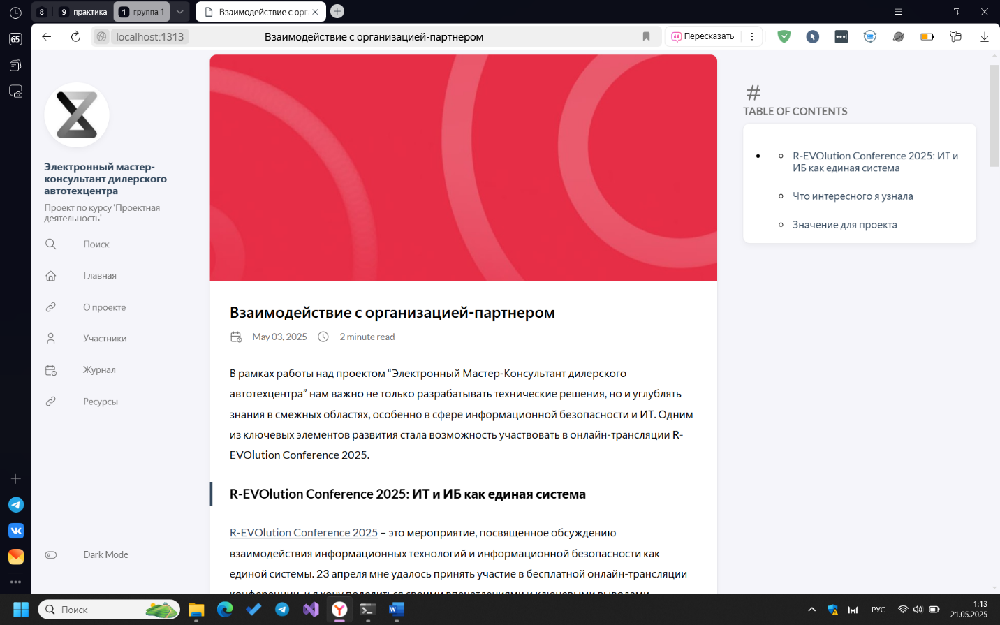 8
9 практика
1 группа 1
Взаимодействие с орг
65
localhost:1313
Взаимодействие с организацией-партнером
Пересказать
Электронный мастер-
консультант дилерского
автотехцентра
Проект по курсу 'Проектная
деятельность'
Поиск
Главная
О проекте
Участники
Журнал
Ресурсы
Dark Mode
Взаимодействие с организацией-партнером
May 03, 2025
2 minute read
В рамках работы над проектом “Электронный Мастер-Консультант дилерского
автотехцентра” нам важно не только разрабатывать технические решения, но и углублять
знания в смежных областях, особенно в сфере информационной безопасности и ИТ. Одним
из ключевых элементов развития стала возможность участвовать в онлайн-трансляции R-
EVOlution Conference 2025.
R-EVOlution Conference 2025: ИТ и ИБ как единая система
R-EVOlution Conference 2025 – это мероприятие, посвященное обсуждению
взаимодействия информационных технологий и информационной безопасности как
единой системы. 23 апреля мне удалось принять участие в бесплатной онлайн-трансляции
конференции, и я хочу поделиться своими впечатлениями и ключевыми выводами
#
TABLE OF CONTENTS
R-EVOlution Conference 2025: ИТ и
ИБ как единая система
Что интересного я узнала
Значение для проекта
Поиск
РУС
1:13
21.05.2025